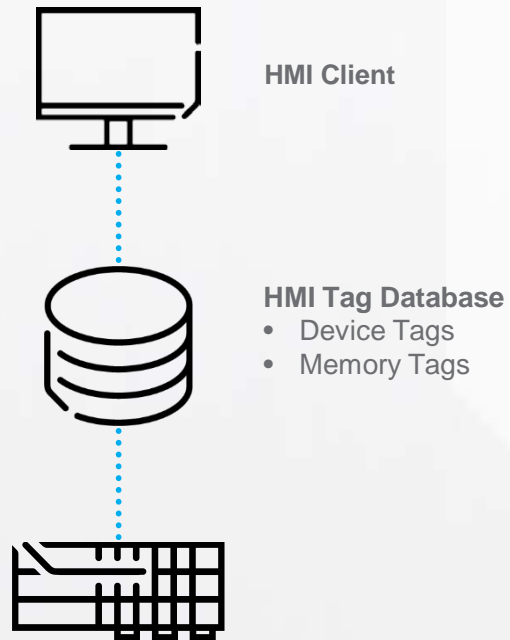 HMI Client
HMI Tag Database
• Device Tags
• Memory Tags